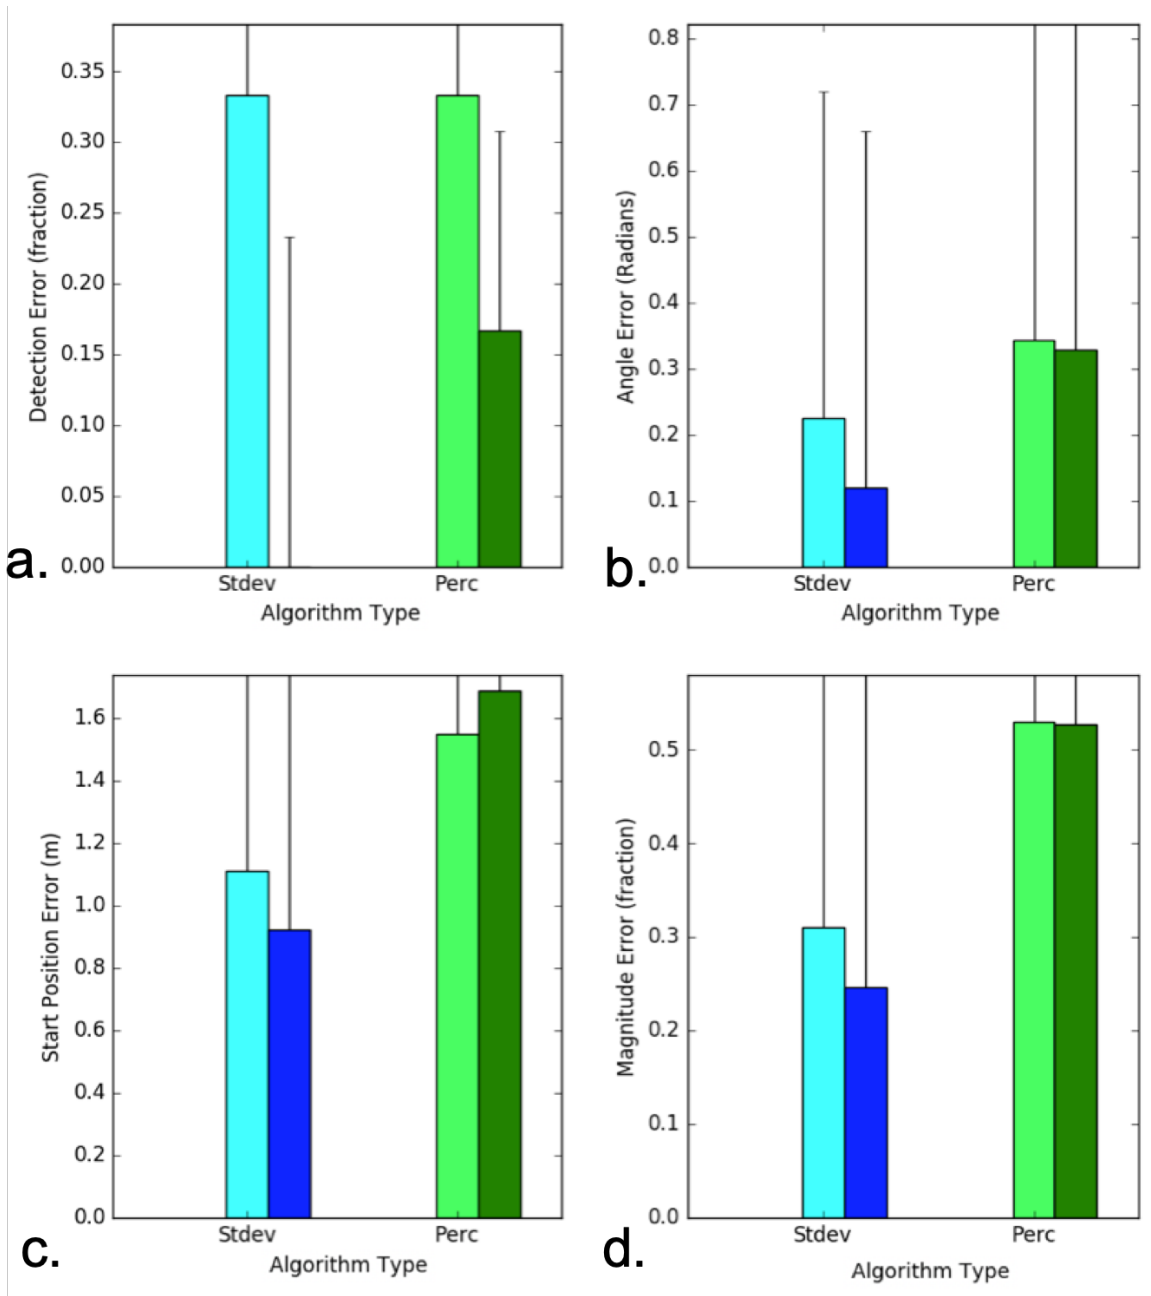 Detection Error (fraction)
0.35
0.30
0.25
0.20
0.15
0.10
0.05
0.00
Stdev Perc
Algorithm Type
a.
Angle Error (Radians)
0.8
0.7
0.6
0.5
0.4
0.3
0.2
0.1
0.0
Stdev Perc
Algorithm Type
b.
Start Position Error (m)
1.6
1.4
1.2
1.0
0.8
0.6
0.4
0.2
0.0
Stdev Perc
Algorithm Type
c.
Magnitude Error (fraction)
0.5
0.4
0.3
0.2
0.1
0.0
Stdev Perc
Algorithm Type
d.